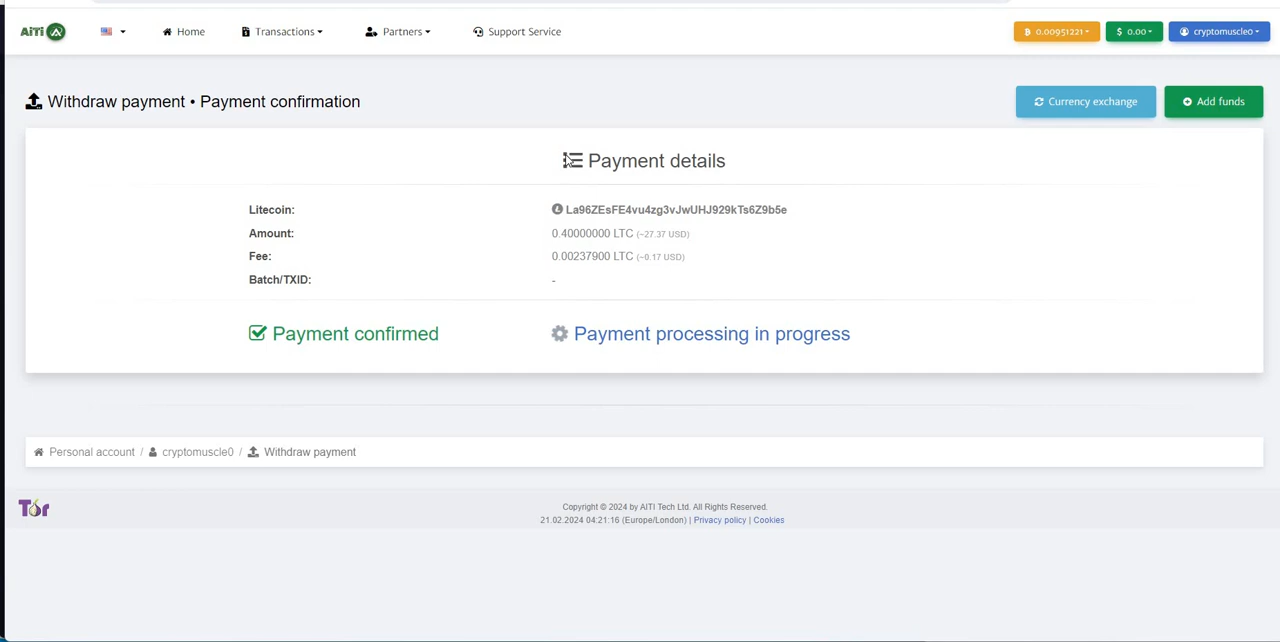 AiTi
Home Transactions Partners Support Service
0.00951221 $ 0.00 cryptomuscle0
Withdraw payment • Payment confirmation
Currency exchange Add funds
Payment details
Litecoin: La96ZEsFE4vu4zg3vJwUHJ929kTs6Z9b5e
Amount: 0.40000000 LTC (~27.37 USD)
Fee: 0.00237900 LTC (~0.17 USD)
Batch/TXID: -
Payment confirmed Payment processing in progress
Personal account / cryptomuscle0 / Withdraw payment
Tor
Copyright © 2024 by AITI Tech Ltd. All Rights Reserved.
21.02.2024 04:21:16 (Europe/London) | Privacy policy | Cookies